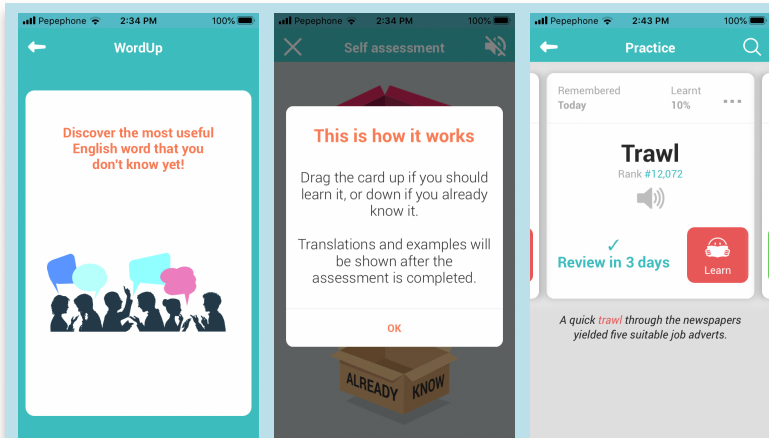 Pepephone 2:34 PM 100%
WordUp
Discover the most useful
English word that you
don't know yet!
Pepephone 2:34 PM 100%
Self assessment
This is how it works
Drag the card up if you should
learn it, or down if you already
know it.
Translations and examples will
be shown after the
assessment is completed.
OK
ALREADY KNOW
Pepephone 2:43 PM 100%
Practice
Remembered Learnt
Today 10%
Trawl
Rank #12,072
✓
Review in 3 days
Learn
A quick trawl through the newspapers
yielded five suitable job adverts.